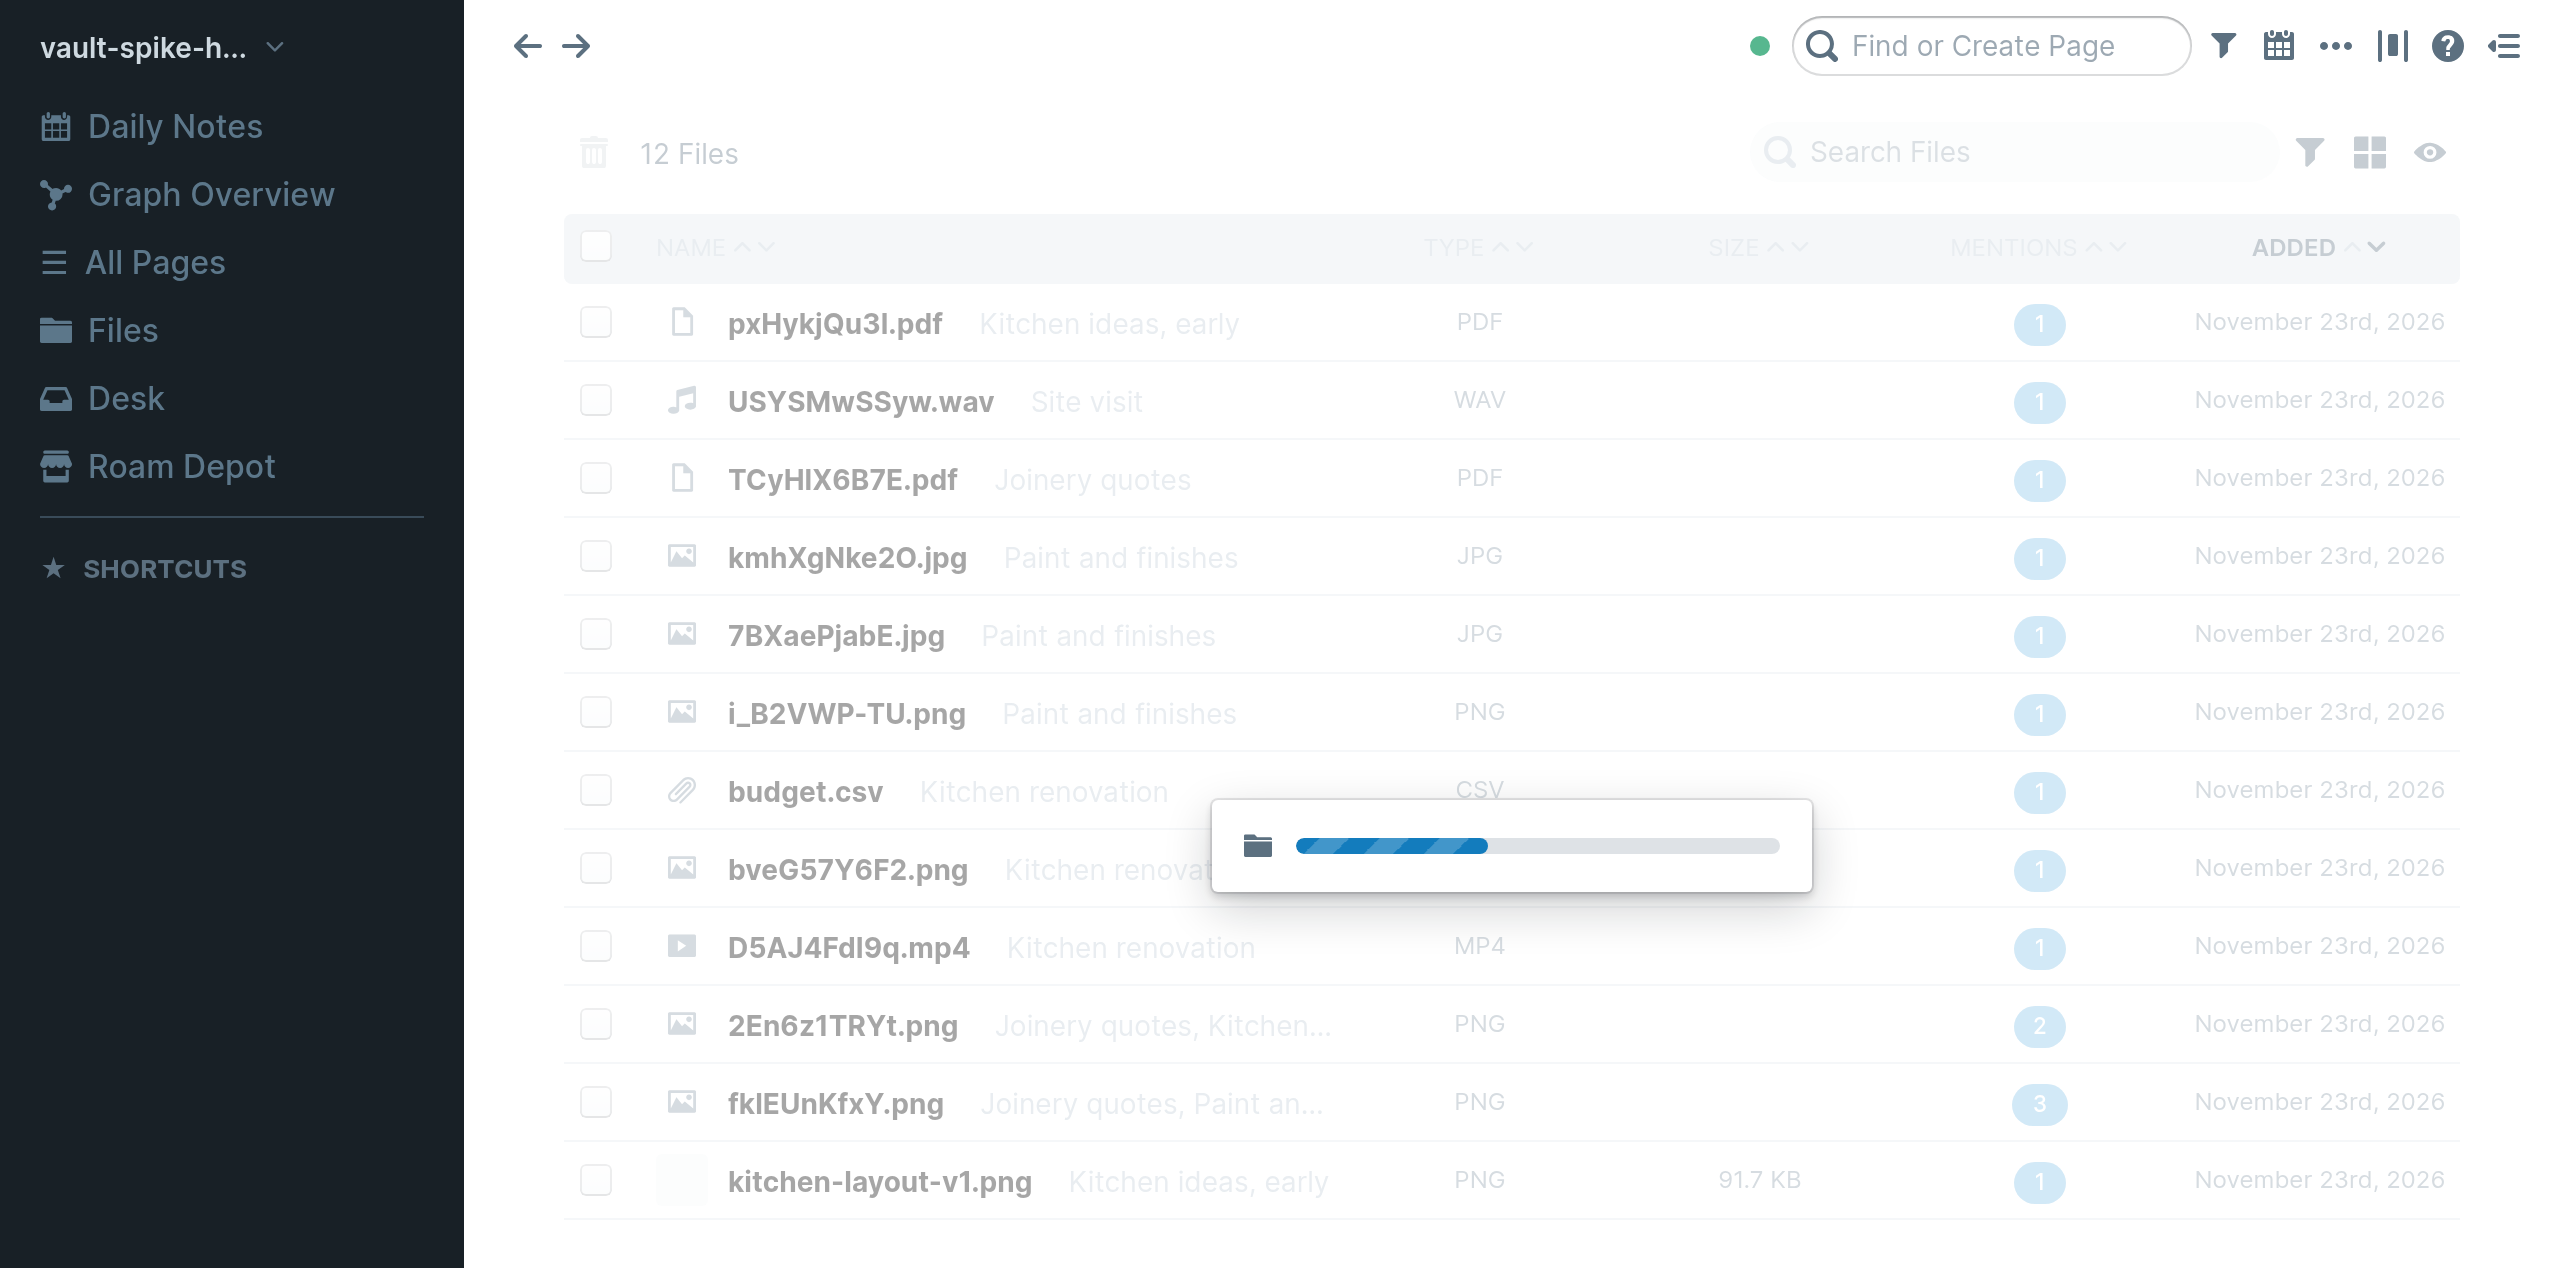 vault-spike-h...
Daily Notes
Graph Overview
All Pages
Files
Desk
Roam Depot
SHORTCUTS
Find or Create Page
12 Files
Search Files
NAME TYPE SIZE MENTIONS ADDED
pxHykjQu3I.pdf Kitchen ideas, early PDF 1 November 23rd, 2026
USYSMwSSyw.wav Site visit WAV 1 November 23rd, 2026
TCyHIX6B7E.pdf Joinery quotes PDF 1 November 23rd, 2026
kmhXgNke2O.jpg Paint and finishes JPG 1 November 23rd, 2026
7BXaePjabE.jpg Paint and finishes JPG 1 November 23rd, 2026
i_B2VWP-TU.png Paint and finishes PNG 1 November 23rd, 2026
budget.csv Kitchen renovation CSV 1 November 23rd, 2026
bveG57Y6F2.png Kitchen renovat 1 November 23rd, 2026
D5AJ4FdI9q.mp4 Kitchen renovation MP4 1 November 23rd, 2026
2En6z1TRYt.png Joinery quotes, Kitchen... PNG 2 November 23rd, 2026
fklEUnKfxY.png Joinery quotes, Paint an... PNG 3 November 23rd, 2026
kitchen-layout-v1.png Kitchen ideas, early PNG 91.7 KB 1 November 23rd, 2026